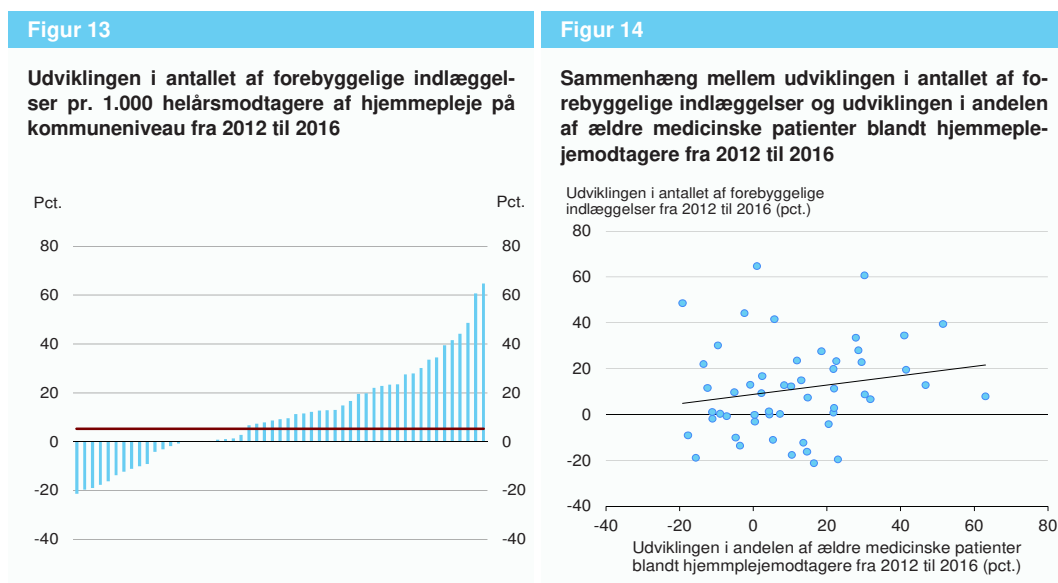 Figur 13
Udviklingen i antallet af forebyggelige indlæggel-
ser pr. 1.000 helårsmodtagere af hjemmepleje på
kommuneniveau fra 2012 til 2016
Pct.
Pct.
80
80
60
60
40
40
20
20
0
0
-20
-20
-40
-40
Figur 14
Sammenhæng mellem udviklingen i antallet af fo-
rebyggelige indlæggelser og udviklingen i andelen
af ældre medicinske patienter blandt hjemmeple-
jemodtagere fra 2012 til 2016
Udviklingen i antallet af forebyggelige
indlæggelser fra 2012 til 2016 (pct.)
80
60
40
20
0
-20
-40
-40 -20 0 20 40 60 80
Udviklingen i andelen af ældre medicinske patienter
blandt hjemmplejemodtagere fra 2012 til 2016 (pct.)